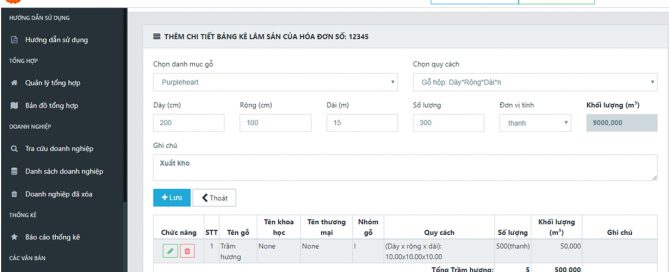 HƯỚNG DẪN SỬ DỤNG
Hướng dẫn sử dụng
TỔNG HỢP
Quản lý tổng hợp
Bản đồ tổng hợp
DOANH NGHIỆP
Tra cứu doanh nghiệp
Danh sách doanh nghiệp
Doanh nghiệp đã xóa
THỐNG KÊ
Báo cáo thống kê
CÁC VĂN BẢN
THÊM CHI TIẾT BẢNG KÊ LÂM SẢN CỦA HÓA ĐƠN SỐ: 12345
Chọn danh mục gỗ Chọn quy cách
Purpleheart Gỗ hộp: Dày*Rộng*Dài*n
Dày (cm) Rộng (cm) Dài (m) Số lượng Đơn vị tính Khối lượng (m³)
200 100 15 300 thanh 9000,000
Ghi chú
Xuất kho
+ Lưu Thoát
Chức năng STT Tên gỗ Tên khoa học Tên thương mại Nhóm gỗ Quy cách Số lượng Khối lượng (m³) Ghi chú
1 Trầm hương None None I (Dày x rộng x dài): 10.00x10.00x10.00 500(thanh) 50,000
Tổng Trầm hương: 5 500,000